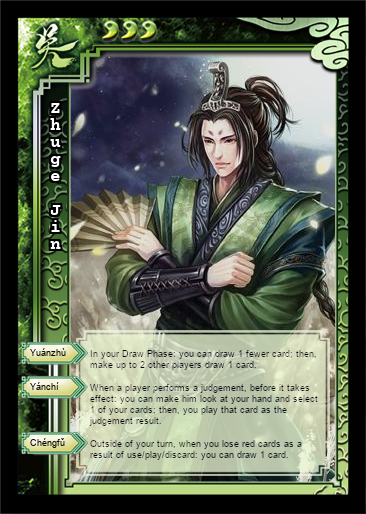 吴
Zhuge Jin
Yuánzhù
In your Draw Phase: you can draw 1 fewer card; then,
make up to 2 other players draw 1 card.
Yánchí
When a player performs a judgement, before it takes
effect: you can make him look at your hand and select
1 of your cards; then, you play that card as the
judgement result.
Chéngfǔ
Outside of your turn, when you lose red cards as a
result of use/play/discard: you can draw 1 card.